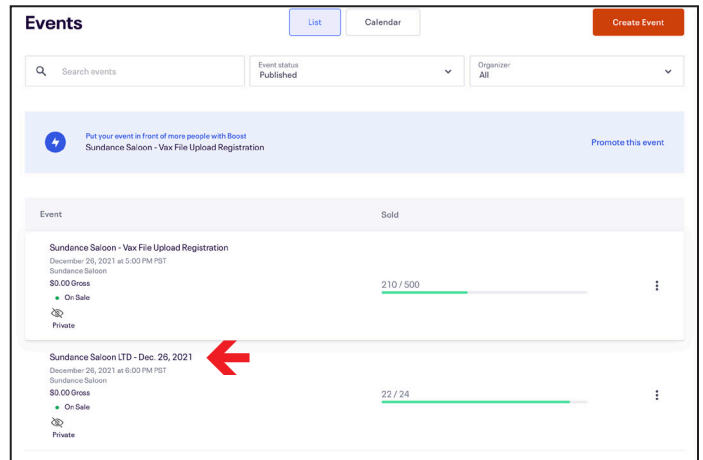 Events
List
Calendar
Create Event
Search events
Event status
Published
Organizer
All
Put your event in front of more people with Boost
Sundance Saloon - Vax File Upload Registration
Promote this event
Event
Sold
Sundance Saloon - Vax File Upload Registration
December 26, 2021 at 5:00 PM PST
Sundance Saloon
$0.00 Gross
On Sale
Private
210 / 500
Sundance Saloon LTD - Dec. 26, 2021
December 26, 2021 at 6:00 PM PST
Sundance Saloon
$0.00 Gross
On Sale
Private
22 / 24